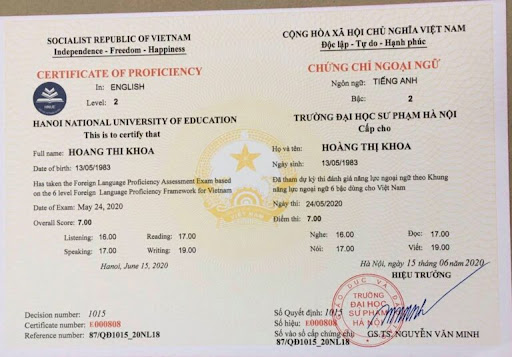 SOCIALIST REPUBLIC OF VIETNAM
Independence - Freedom - Happiness
CERTIFICATE OF PROFICIENCY
In: ENGLISH
Level: 2
HANOI NATIONAL UNIVERSITY OF EDUCATION
This is to certify that
Full name: HOANG THI KHOA
Date of birth: 13/05/1983
Has taken the Foreign Language Proficiency Assessment Exam based
on the 6 level Foreign Language Proficiency Framework for Vietnam
Date of Exam: May 24, 2020
Overall Score: 7.00
Listening: 16.00 Reading: 17.00
Speaking: 17.00 Writing: 19.00
Hanoi, June 15, 2020
Decision number: 1015
Certificate number: E000808
Reference number: 87/QĐ1015_20NL18
CỘNG HÒA XÃ HỘI CHỦ NGHĨA VIỆT NAM
Độc lập - Tự do - Hạnh phúc
CHỨNG CHỈ NGOẠI NGỮ
Ngôn ngữ: TIẾNG ANH
Bậc: 2
TRƯỜNG ĐẠI HỌC SƯ PHẠM HÀ NỘI
Cấp cho
Họ và tên: HOÀNG THỊ KHOA
Ngày sinh: 13/05/1983
Đã tham dự kỳ thi đánh giá năng lực ngoại ngữ theo Khung
năng lực ngoại ngữ 6 bậc dùng cho Việt Nam
Ngày thi: 24/05/2020
Điểm thi: 7.00
Nghe: 16.00 Đọc: 17.00
Nói: 17.00 Viết: 19.00
Hà Nội, ngày 15 tháng 06 năm 2020
HIỆU TRƯỞNG
TRƯỜNG
ĐẠI HỌC
SƯ PHẠM
HÀ NỘI
Số Quyết định: 1015
Số hiệu: E000808
Số vào sổ cấp chứng chỉ:
87/QĐ1015_20NL18
GS.TS. NGUYỄN VĂN MINH
VIỆT NAM